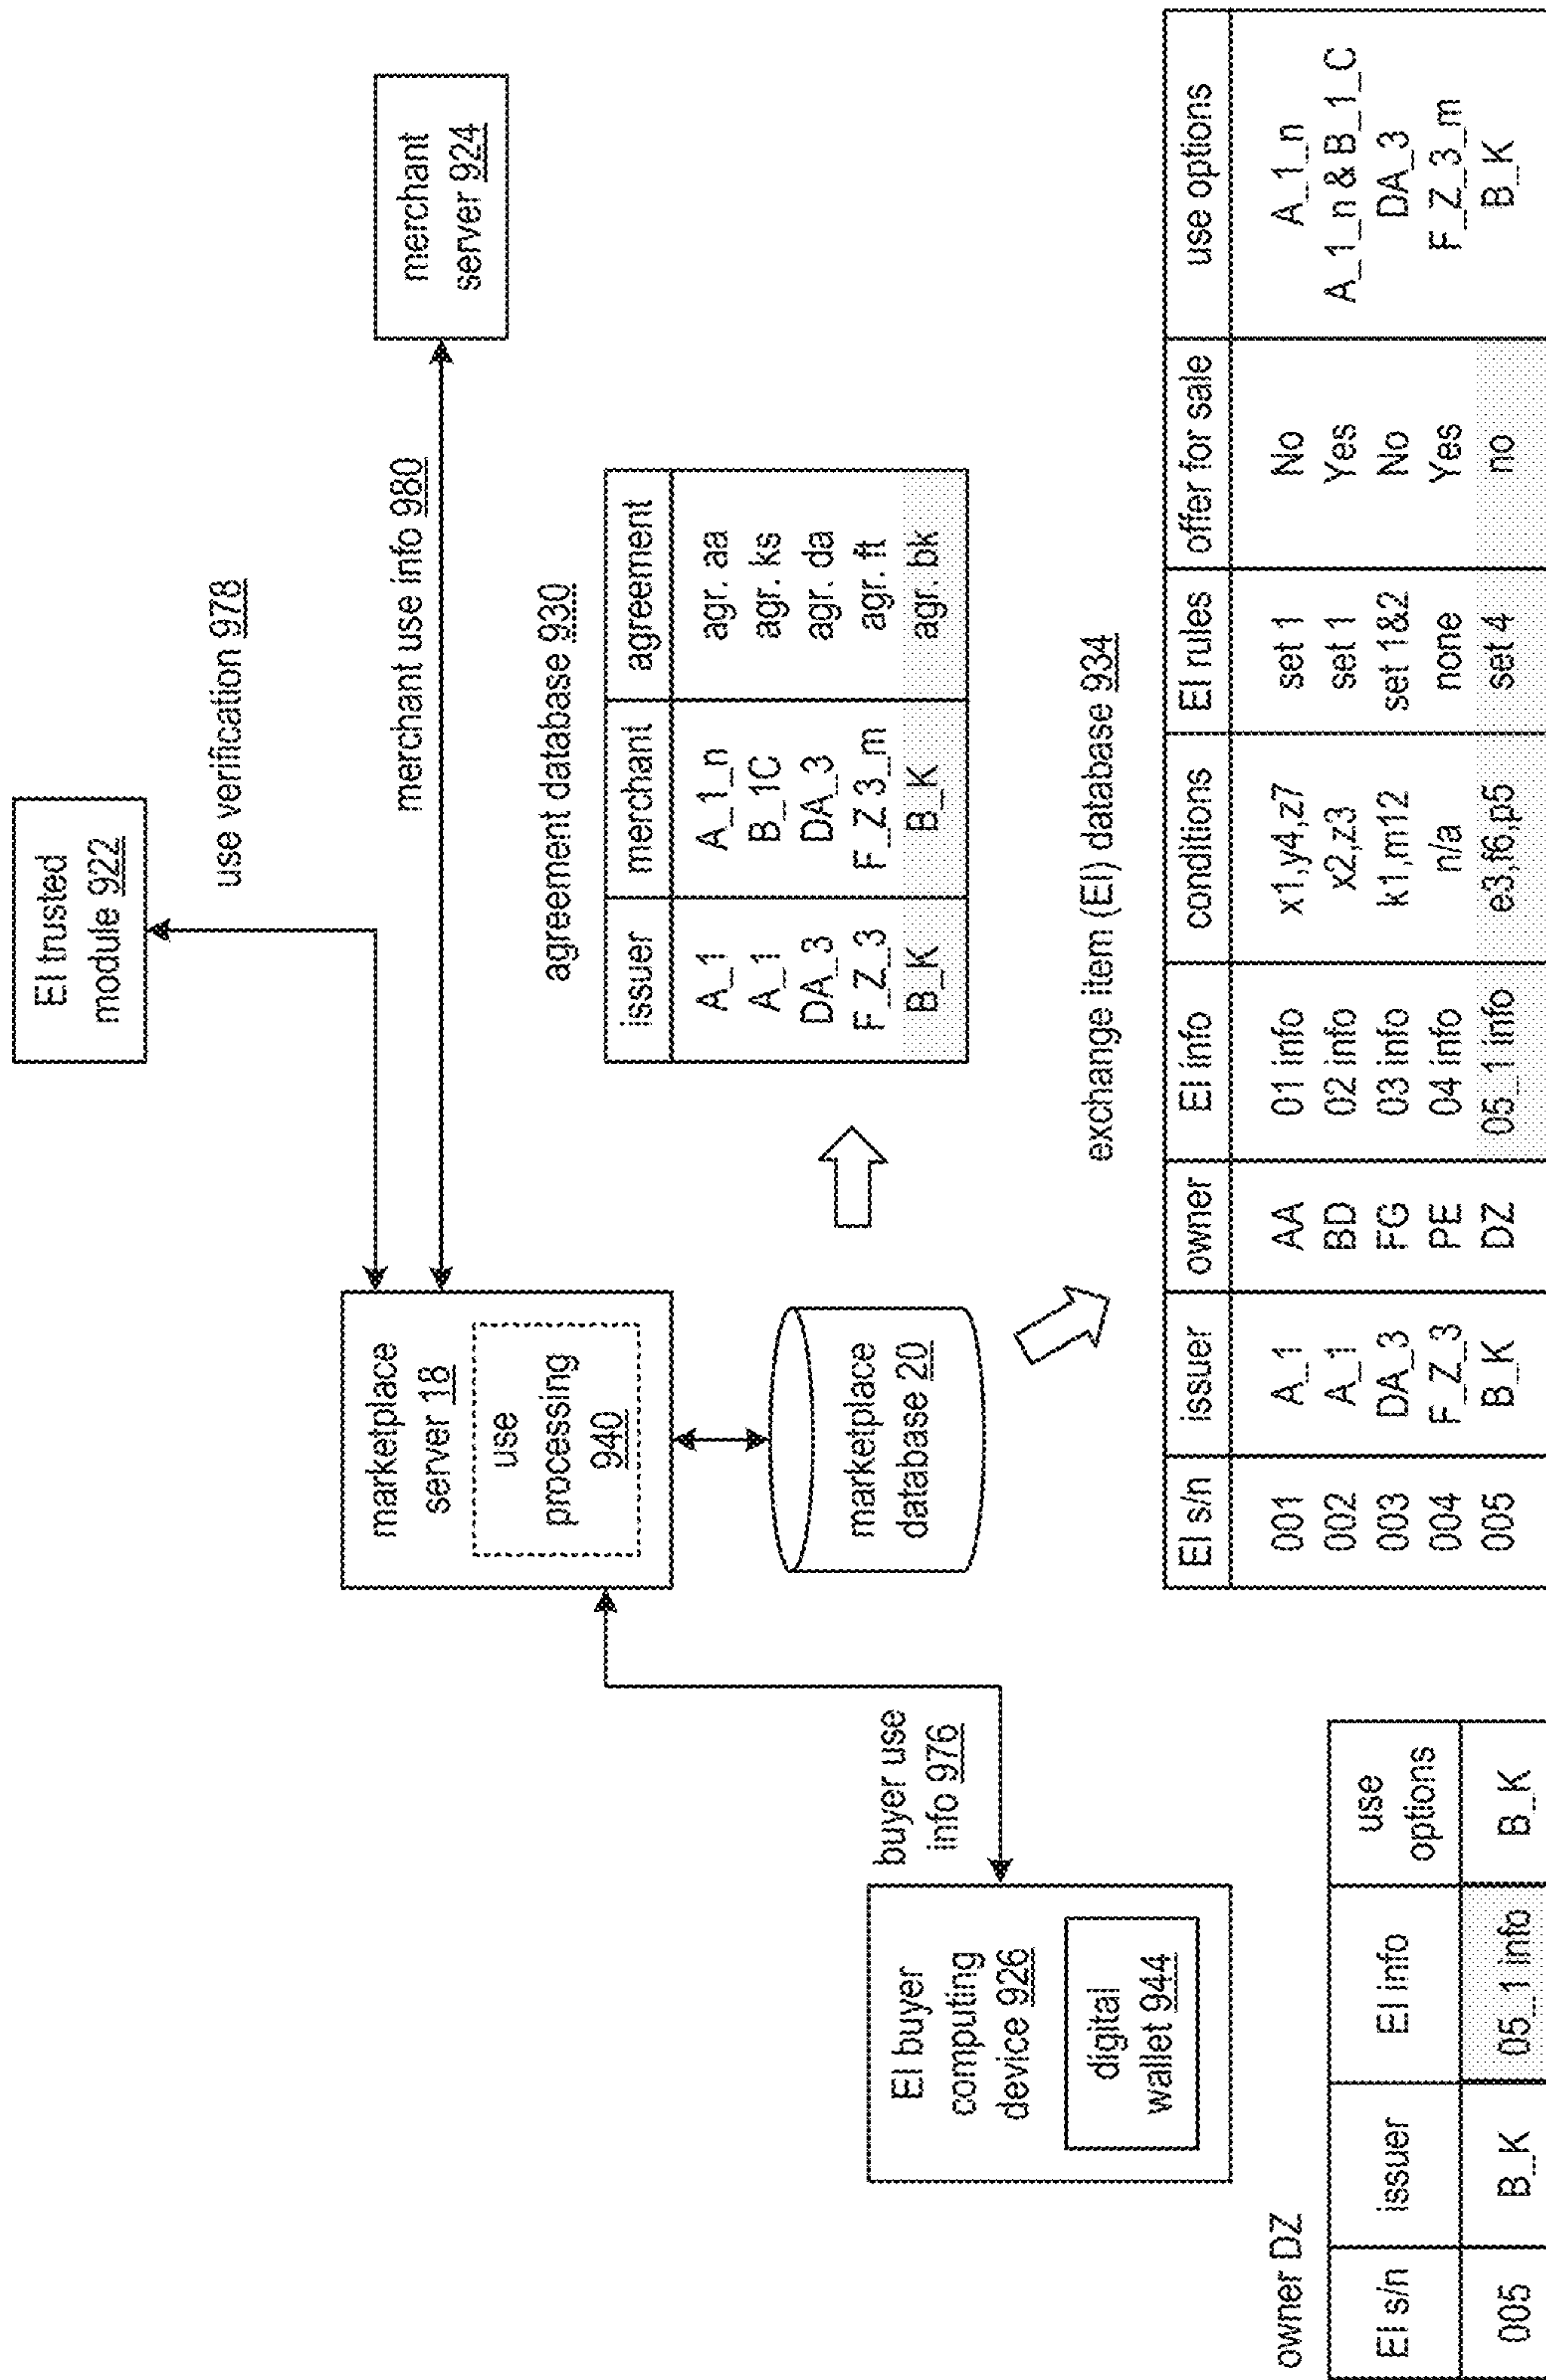 EI trusted
module 922
use verification 978
merchant use info 980
merchant
server 924
marketplace
server 18
use
processing
940
marketplace
database 20
buyer use
info 976
EI buyer
computing
device 926
digital
wallet 944
agreement database 930
issuer merchant agreement
A_1 A_1_n agr. aa
A_1 B_1C agr. ks
DA_3 DA_3 agr. da
F_Z_3 F_Z_3_m agr. ft
B_K B_K agr. bk
exchange item (EI) database 934
EI s/n issuer owner EI info conditions EI rules offer for sale use options
001 A_1 AA 01 info x1,y4,z7 set 1 No A_1_n
002 A_1 BD 02 info x2,z3 set 1 Yes A_1_n & B_1_C
003 DA_3 FG 03 info k1,m12 set 1&2 No DA_3
004 F_Z_3 PE 04 info n/a none Yes F_Z_3_m
005 B_K DZ 05_1 info e3,f6,p5 set 4 no B_K
owner DZ
EI s/n issuer EI info use
options
005 B_K 05_1 info B_K